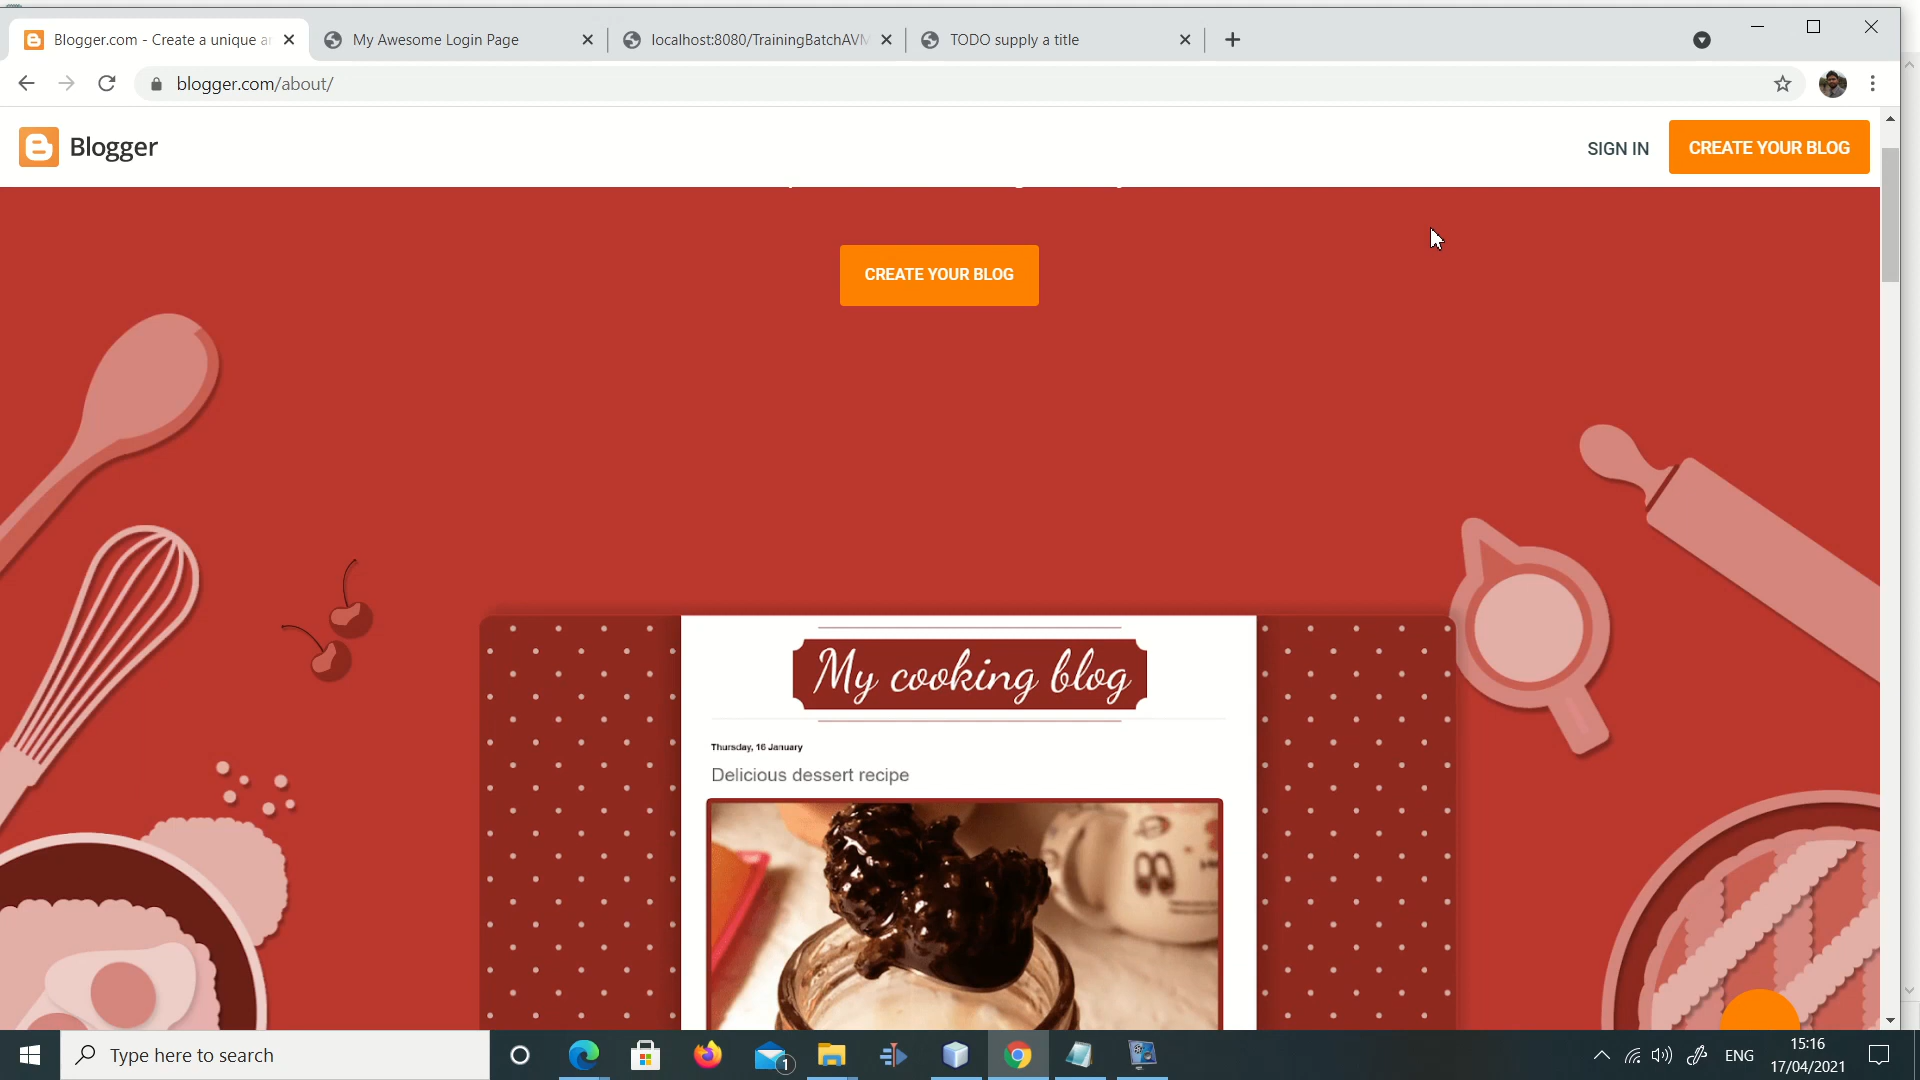 Blogger.com - Create a unique ar
My Awesome Login Page
localhost:8080/TrainingBatchAVM
TODO supply a title
blogger.com/about/
Blogger
SIGN IN
CREATE YOUR BLOG
CREATE YOUR BLOG
My cooking blog
Thursday, 16 January
Delicious dessert recipe
Type here to search
1
ENG
15:16
17/04/2021